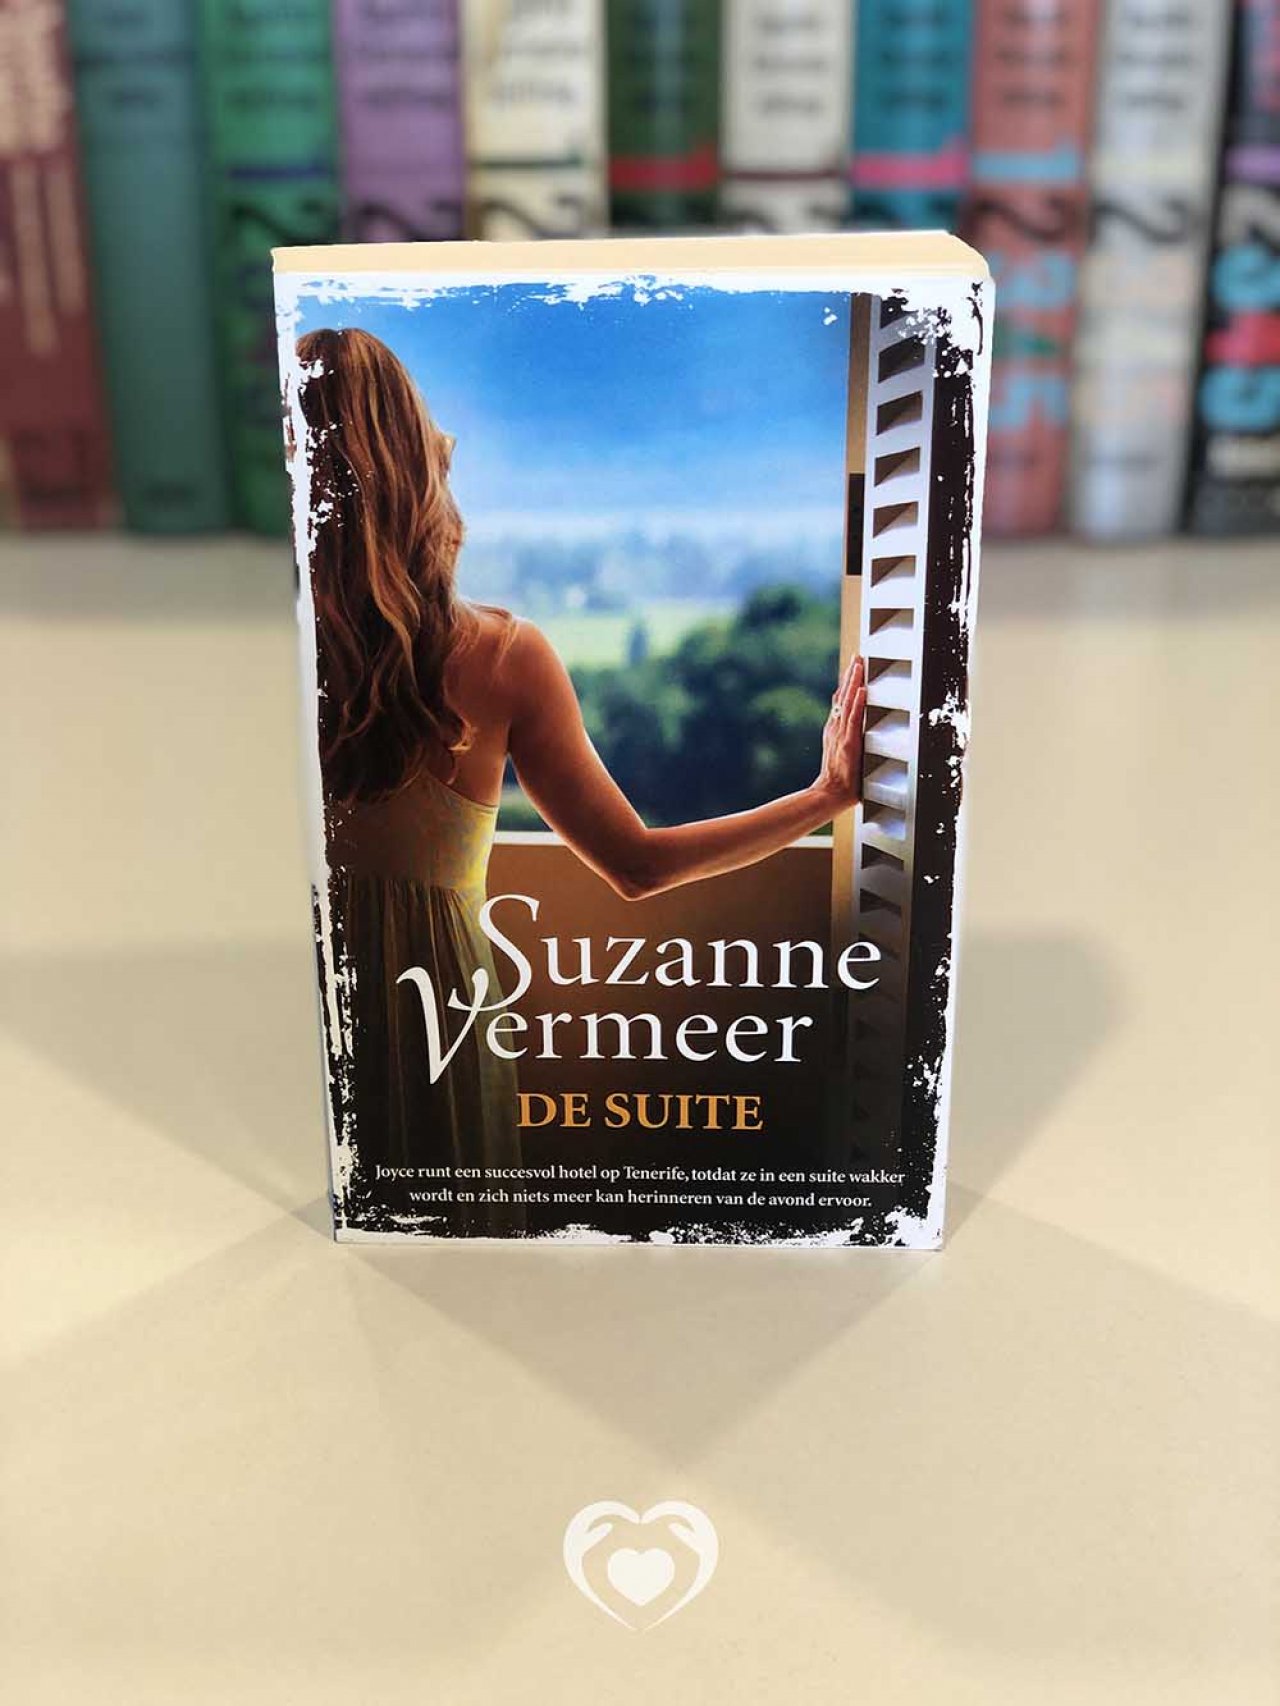 Suzanne
Vermeer
DE SUITE
Joyce runt een succesvol hotel op Tenerife, totdat ze in een suite wakker
wordt en zich niets meer kan herinneren van de avond ervoor.